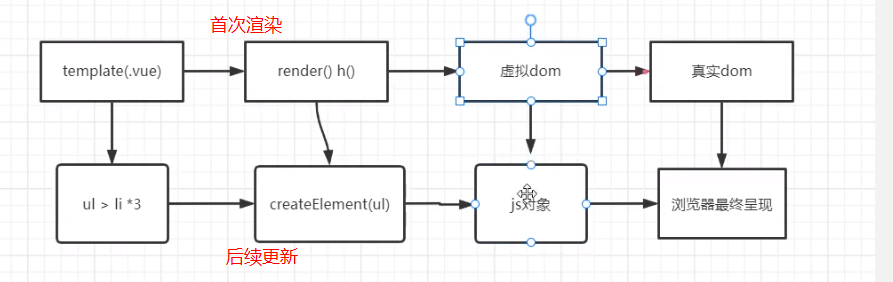 首次渲染
template(.vue)
render() h()
虚拟dom
真实dom
ul > li *3
createElement(ul)
js对象
浏览器最终呈现
后续更新